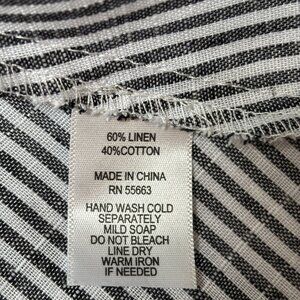 60% LINEN
40%COTTON
MADE IN CHINA
RN 55663
HAND WASH COLD
SEPARATELY
MILD SOAP
DO NOT BLEACH
LINE DRY
WARM IRON
IF NEEDED